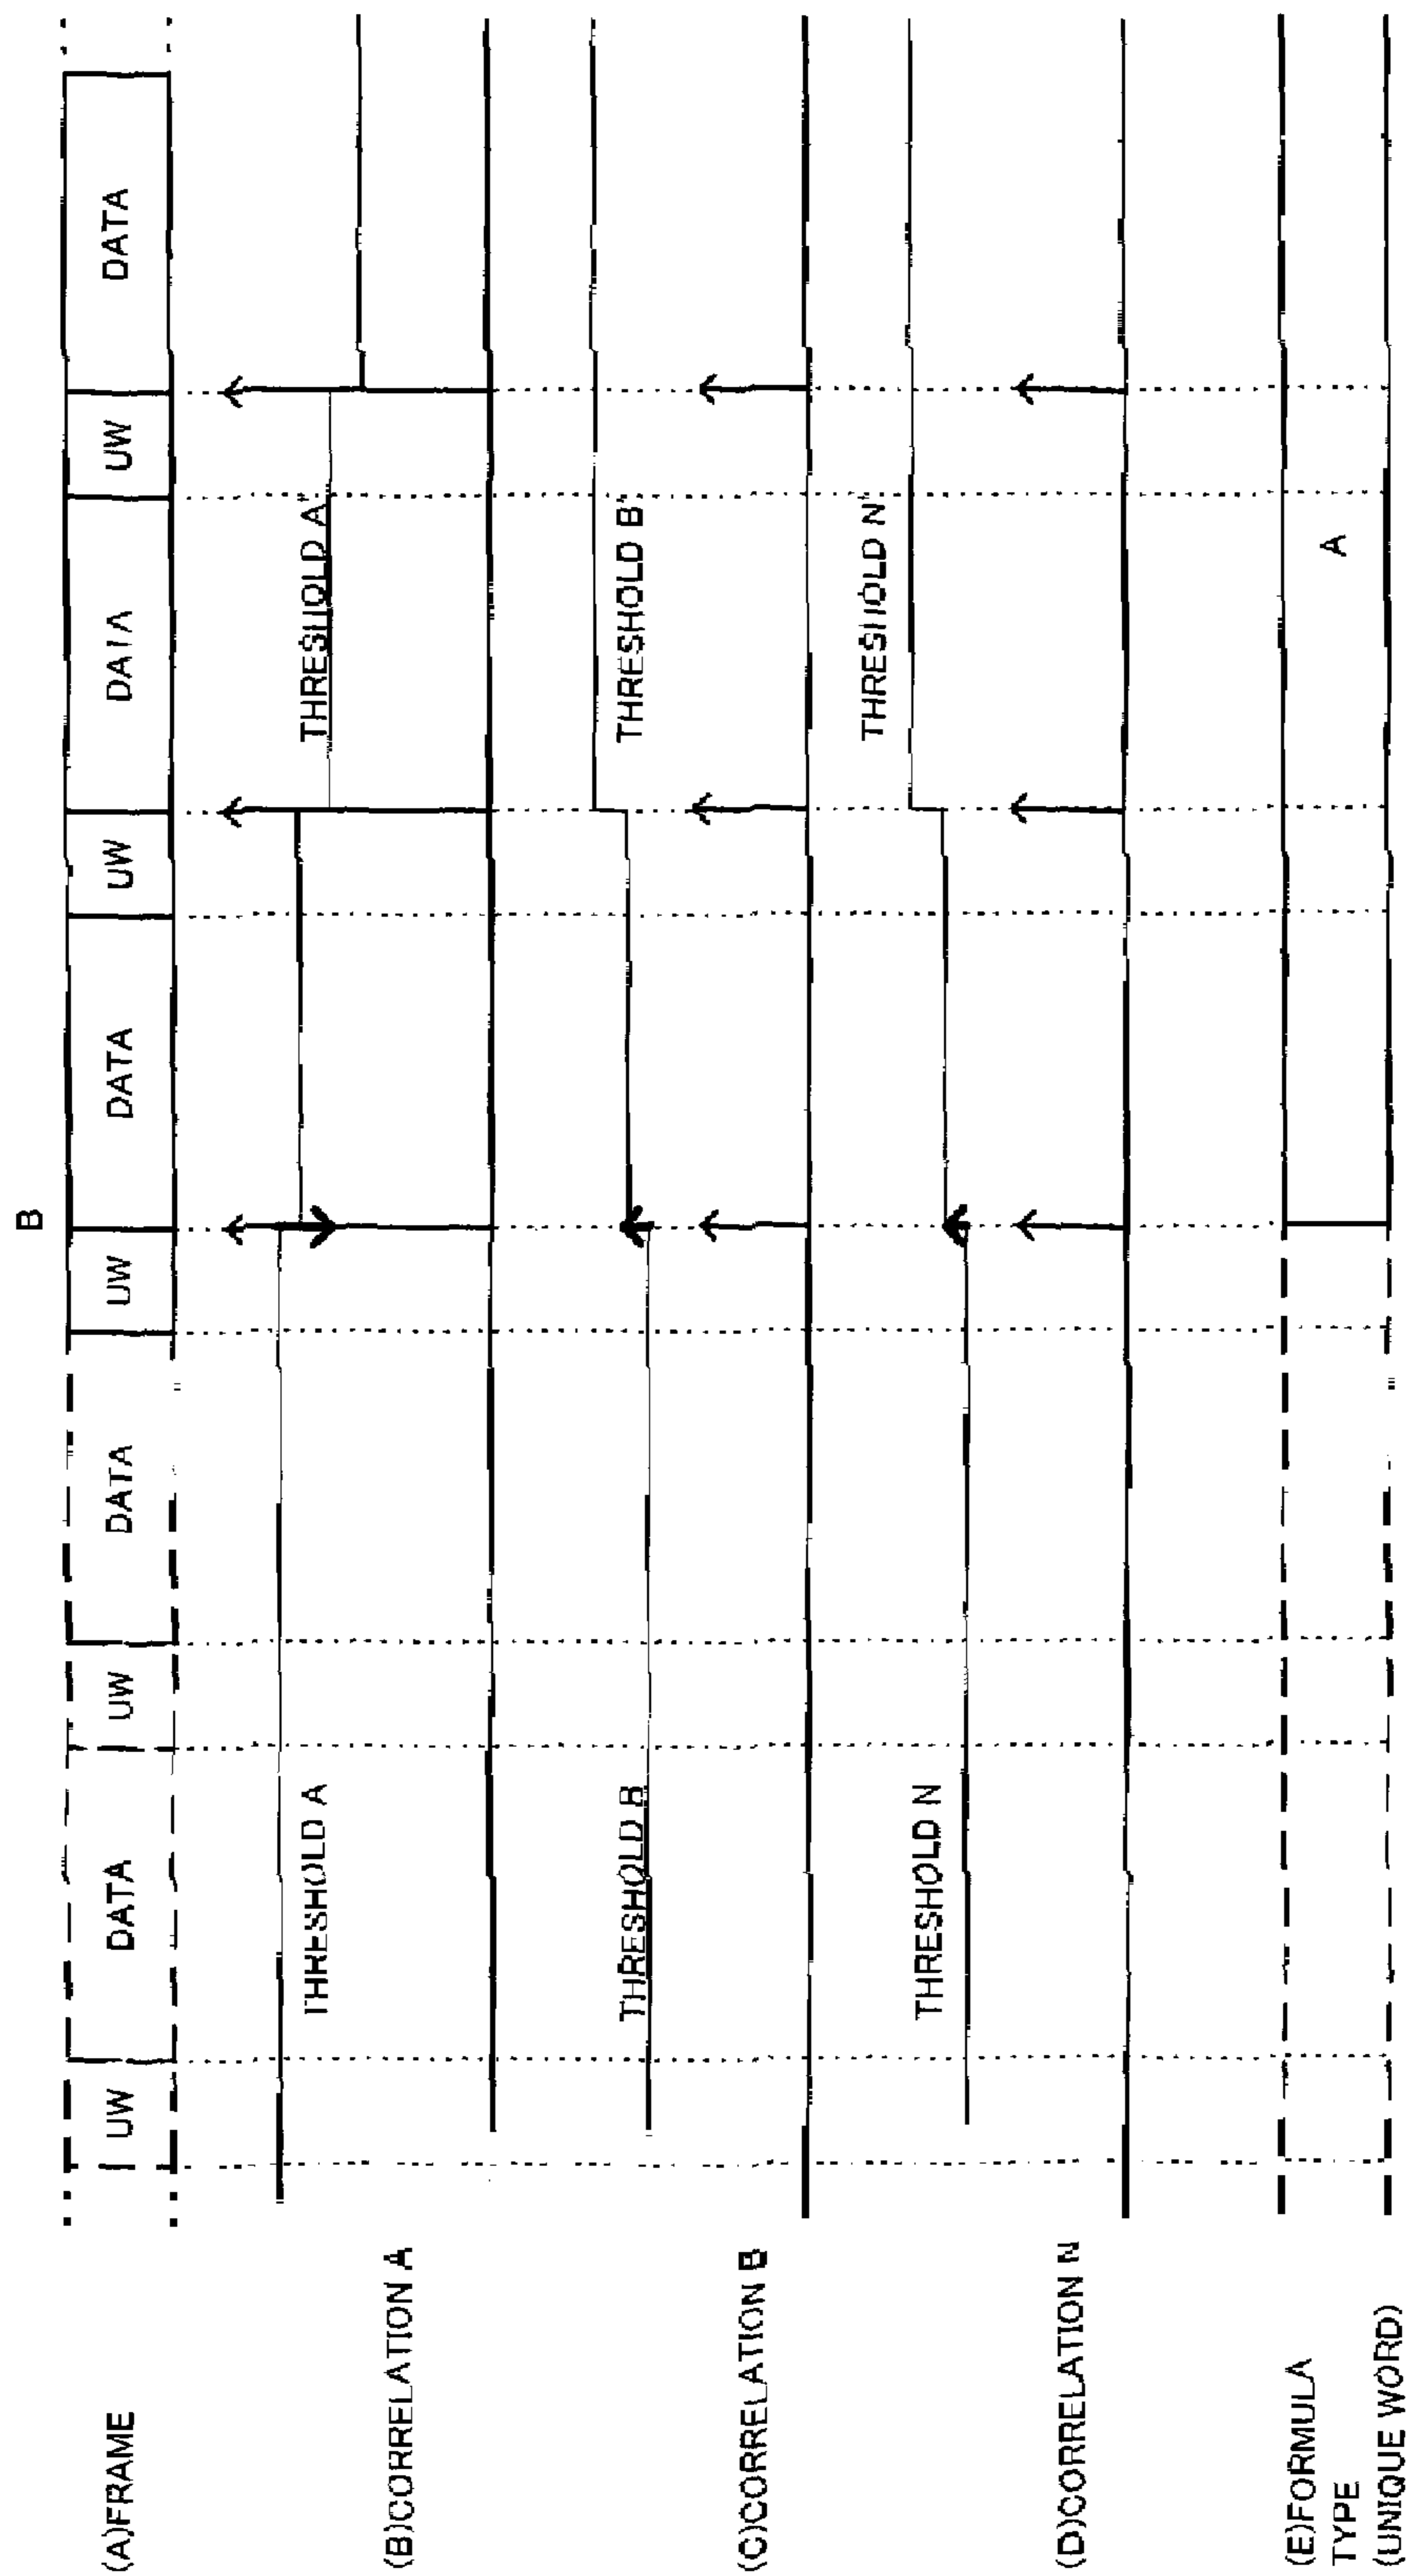 B
(A)FRAME
UW
DATA
UW
DATA
UW
DATA
UW
DATA
UW
DATA
(B)CORRELATION A
THRESHOLD A
THRESHOLD A'
(C)CORRELATION B
THRESHOLD B
THRESHOLD B'
(D)CORRELATION N
THRESHOLD N
THRESHOLD N'
(E)FORMULA
TYPE
(UNIQUE WORD)
A